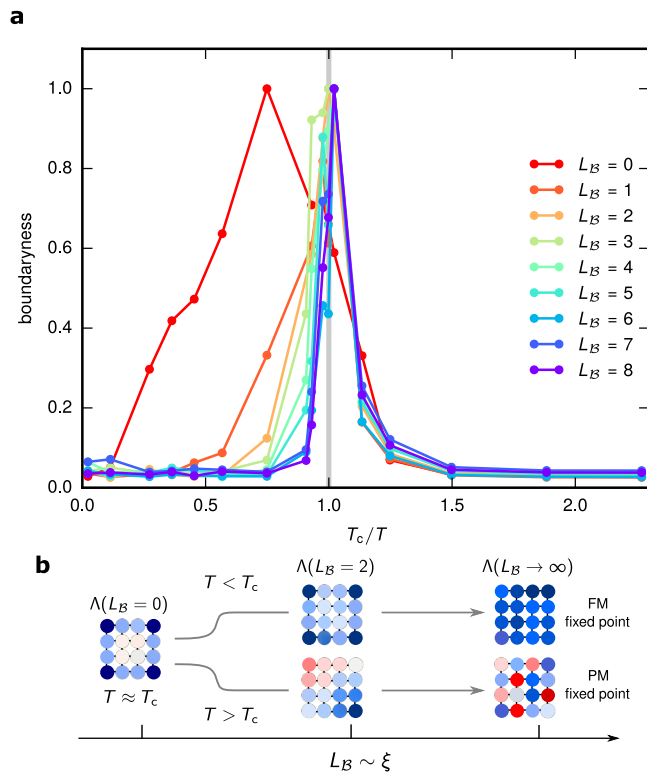 a
boundaryness
1.0
0.8
0.6
0.4
0.2
0.0
L_ℬ = 0
L_ℬ = 1
L_ℬ = 2
L_ℬ = 3
L_ℬ = 4
L_ℬ = 5
L_ℬ = 6
L_ℬ = 7
L_ℬ = 8
0.0 0.5 1.0 1.5 2.0
T_c/T
b
Λ(L_ℬ = 0)
T < T_c
Λ(L_ℬ = 2)
Λ(L_ℬ → ∞)
FM
fixed point
T ≈ T_c
T > T_c
PM
fixed point
L_ℬ ∼ ξ